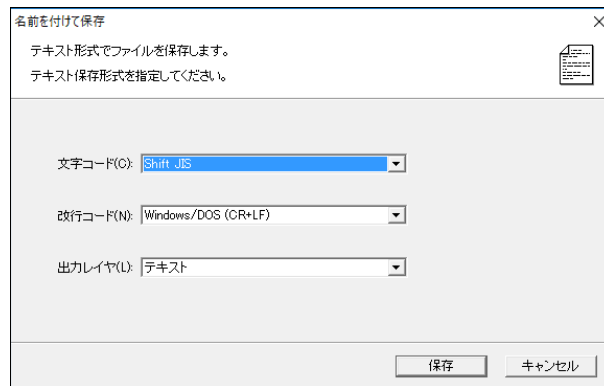 名前を付けて保存
テキスト形式でファイルを保存します。
テキスト保存形式を指定してください。
文字コード(C): Shift JIS
改行コード(N): Windows/DOS (CR+LF)
出力レイヤ(L): テキスト
保存 キャンセル